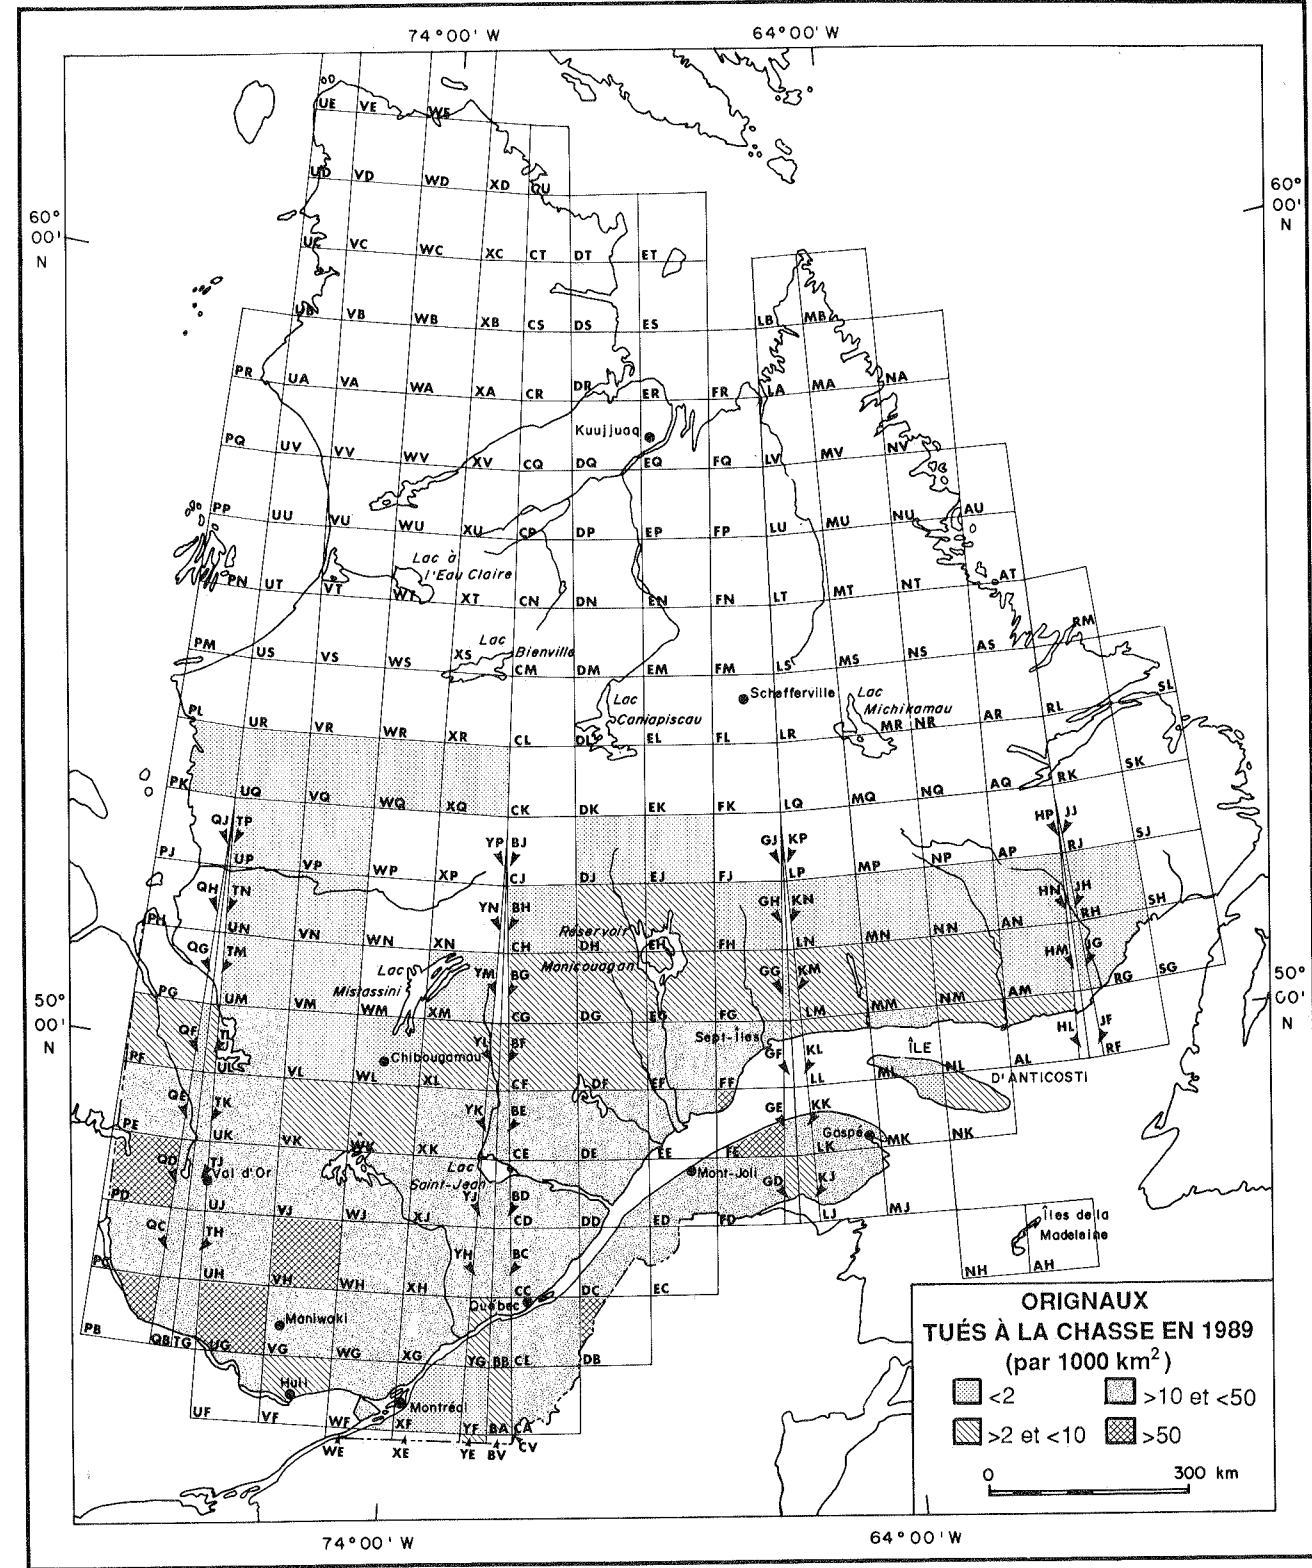 74°00' W 64°00' W
UE VE WE
UD VD WD XD CU
60°
00'
N
60°
00'
N
UC VC WC XC CT DT ET
UB VB WB XB CS DS ES LB MB
PR UA VA WA XA CR DR ER FR LA MA NA
Kuujjuaq
PQ UV VV WV XV CQ DQ EQ FQ LV MV NV
PP UU VU WU XU CP DP EP FP LU MU NU AU
Lac à
l'Eau Claire
PN UT VT WT XT CN DN EN FN LT MT NT AT
Lac
Bienville
PM US VS WS XS CM DM EM FM LS MS NS AS RM
Schefferville
Lac
Caniapiscau
Lac
Michikamau
PL UR VR WR XR CL DL EL FL LR MR NR AR RL SL
PK UQ VQ WQ XQ CK DK EK FK LQ MQ NQ AQ RK SK
QJ TP YP BJ GJ KP HP JJ
PJ UP VP WP XP CJ DJ EJ FJ LP MP NP AP RJ SJ
QH TN YN BH GH KN HN JH
PH UN VN WN XN CH DH EH FH LN MN NN AN RH SH
Réservoir
Manicouagan
QG TM YM BG GG KM HM JG
Lac
Mistassini
PG UM VM WM XM CG DG EG FG LM MM NM AM RG SG
50°
00'
N
50°
00'
N
Sept-Îles
QF YL BF GF KL HL JF
Chibougamau
PF UL VL WL XL CF DF EF FF LL ML NL AL RF
ÎLE
D'ANTICOSTI
QE TK YK BE GE KK
PE UK VK WK XK CE DE EE FE LK MK NK
Gaspé
QD TJ YJ BD GD KJ
Val d'Or
Lac
Saint-Jean
Mont-Joli
PD UJ VJ WJ XJ CD DD ED FD LJ MJ
QC TH YH BC
Îles de la
Madeleine
PC UH VH WH XH CC DC EC NH AH
Québec
Maniwaki
PB QB TG UG VG WG XG YG BB CL DB
Hull
Montréal
UF VF WF XF YF BA CA
WE XE YE BV CV
ORIGNAUX
TUÉS À LA CHASSE EN 1989
(par 1000 km²)
<2 >10 et <50
>2 et <10 >50
0 300 km
74°00' W 64°00' W